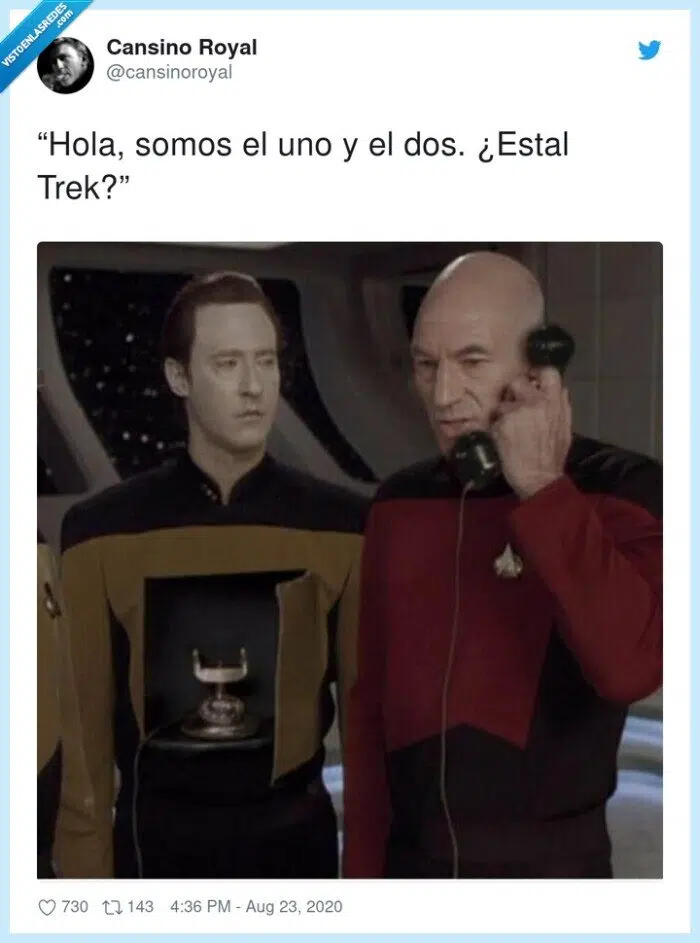 VISTOENLASREDES
.com
Cansino Royal
@cansinoroyal
“Hola, somos el uno y el dos. ¿Estal
Trek?”
730 143 4:36 PM - Aug 23, 2020